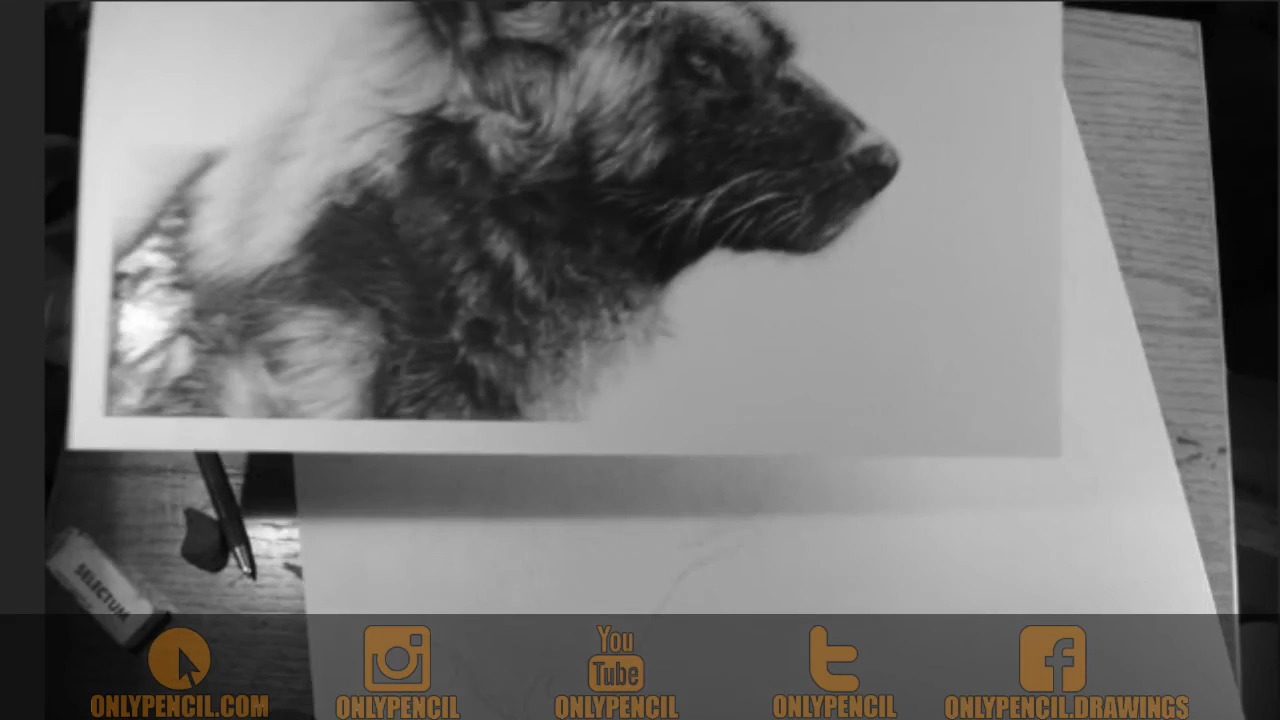 SELECTUM
You
Tube
ONLYPENCIL.COM
ONLYPENCIL
ONLYPENCIL
ONLYPENCIL
ONLYPENCIL.DRAWINGS